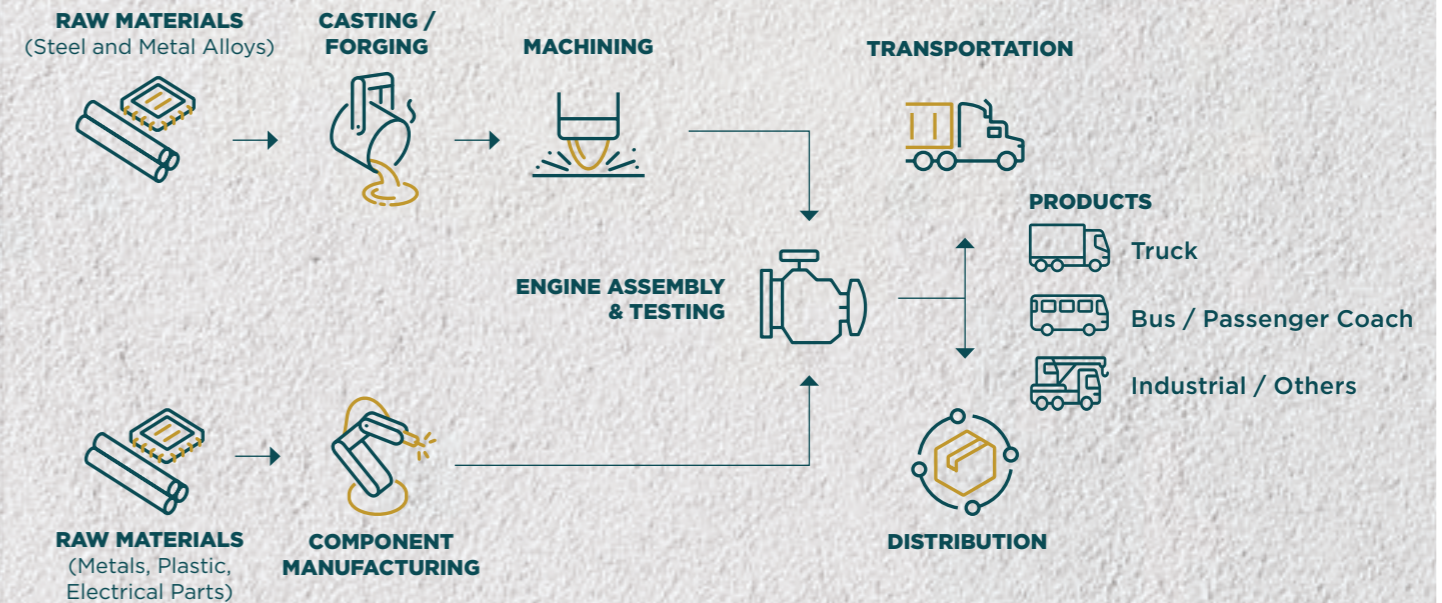 RAW MATERIALS
(Steel and Metal Alloys)
CASTING /
FORGING
MACHINING
TRANSPORTATION
PRODUCTS
Truck
Bus / Passenger Coach
Industrial / Others
ENGINE ASSEMBLY
& TESTING
RAW MATERIALS
(Metals, Plastic,
Electrical Parts)
COMPONENT
MANUFACTURING
DISTRIBUTION